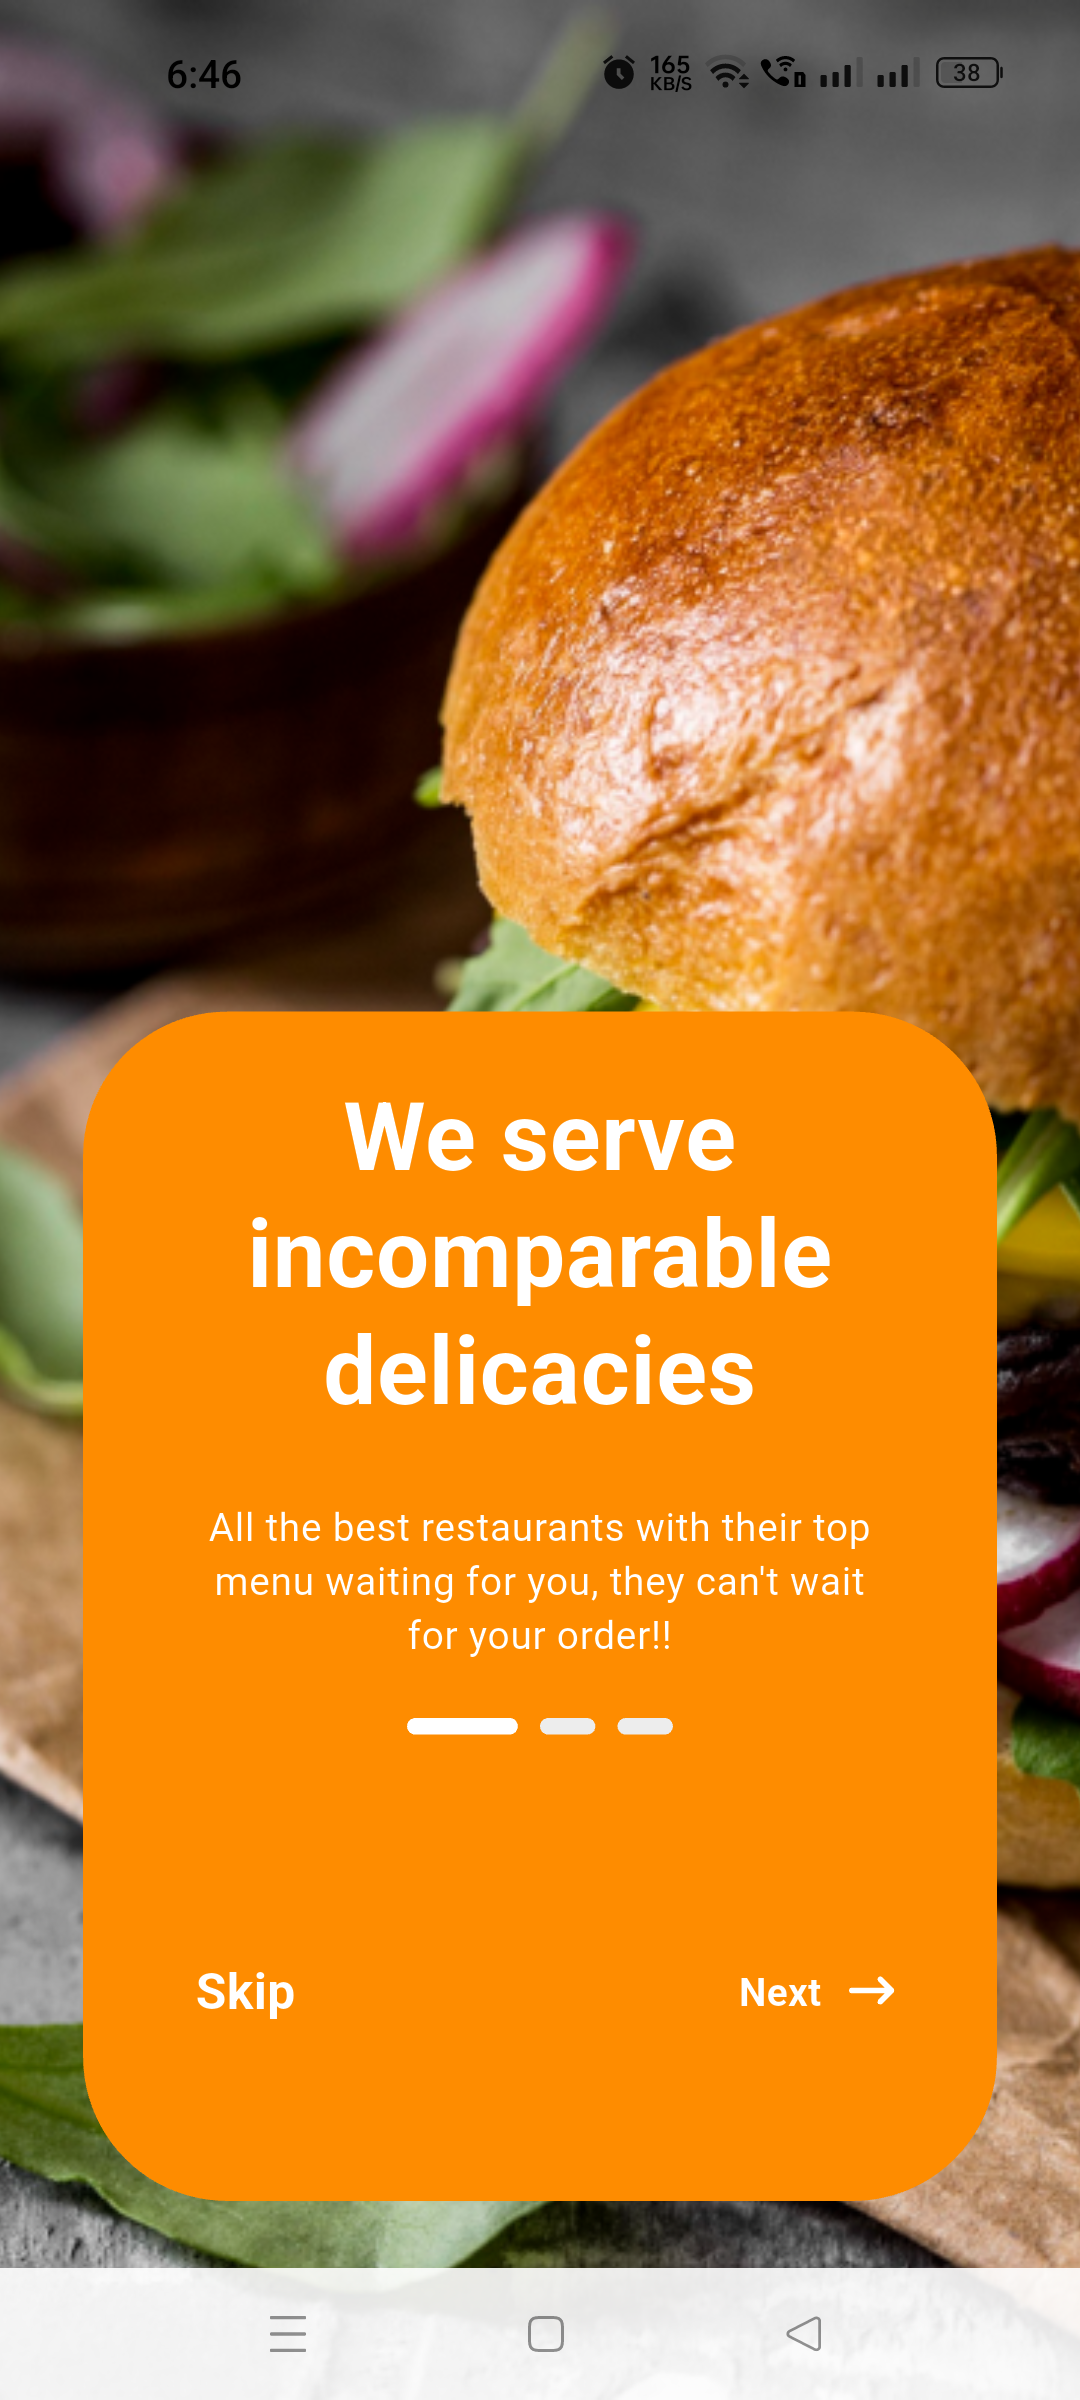 6:46
165
KB/S
38
We serve
incomparable
delicacies
All the best restaurants with their top
menu waiting for you, they can't wait
for your order!!
Skip
Next